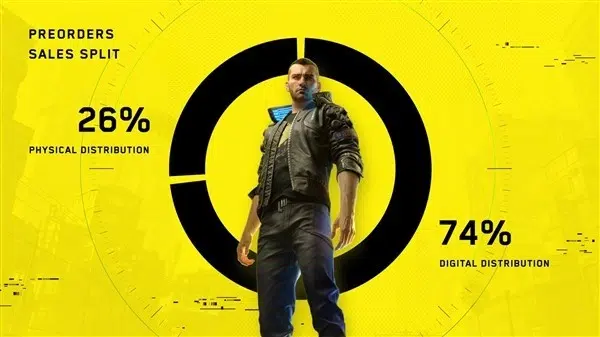 PREORDERS
SALES SPLIT
26%
PHYSICAL DISTRIBUTION
74%
DIGITAL DISTRIBUTION